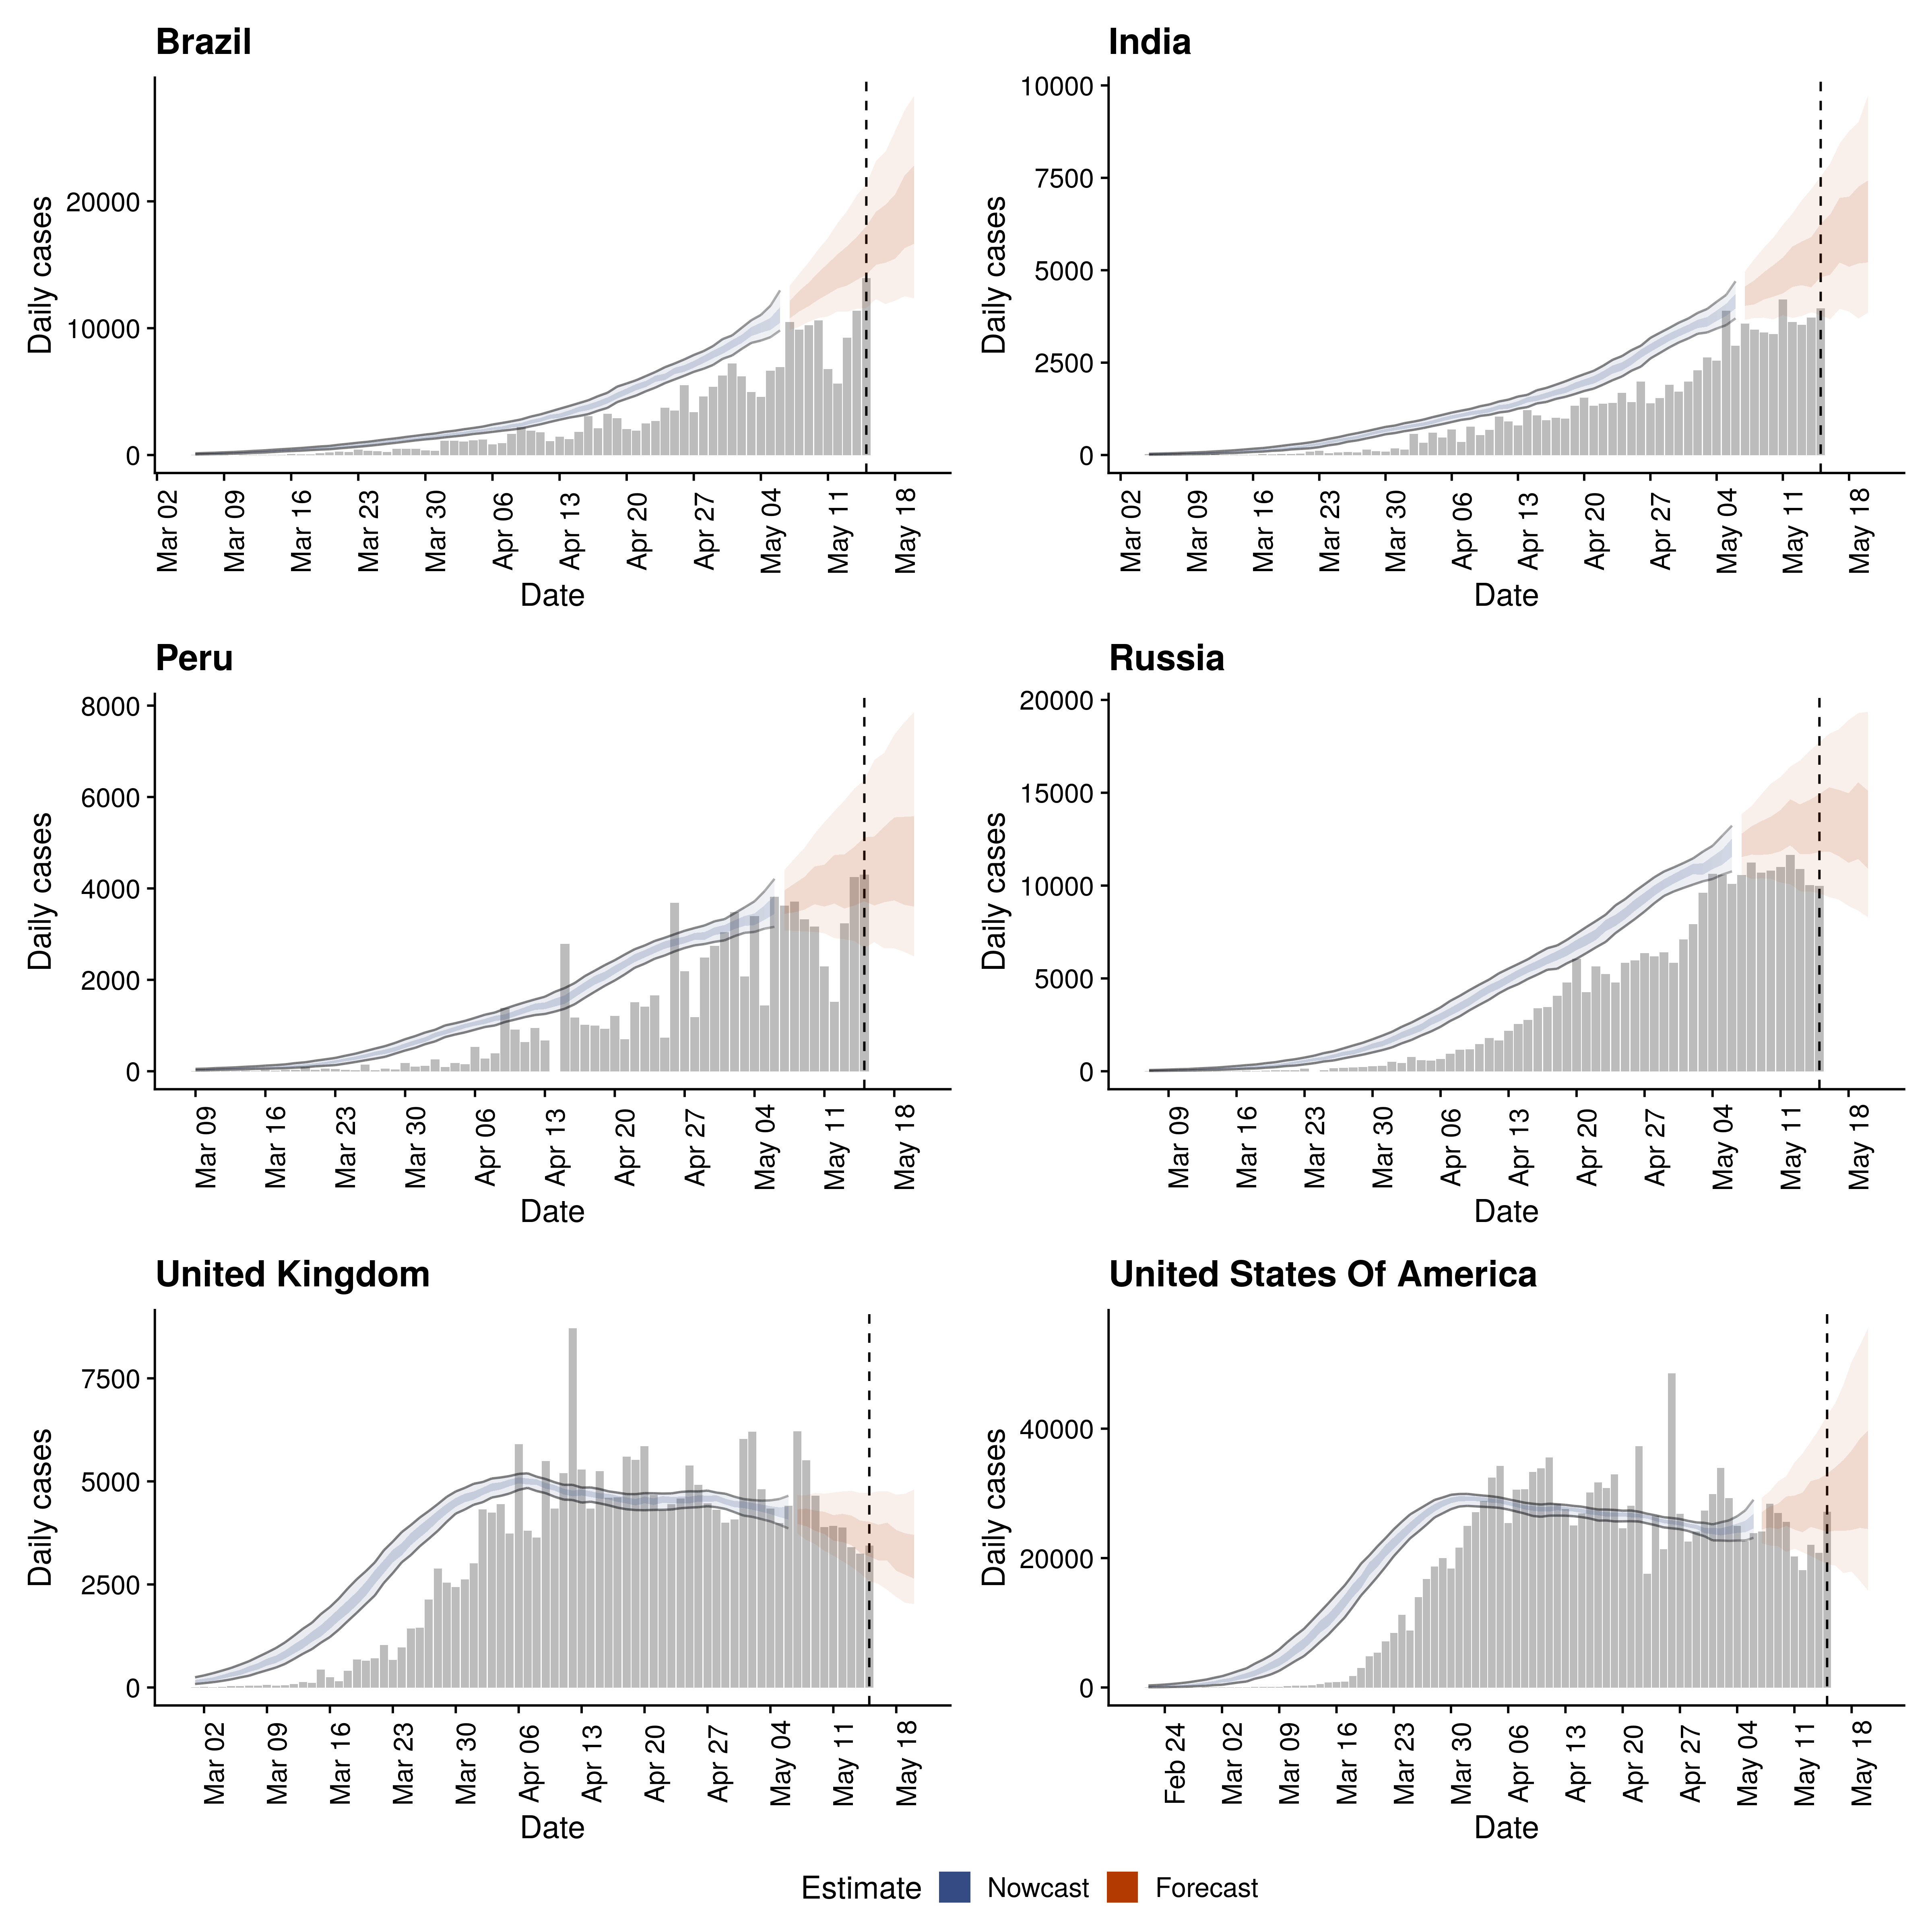 Brazil
Daily cases
20000
10000
0
Mar 02
Mar 09
Mar 16
Mar 23
Mar 30
Apr 06
Apr 13
Apr 20
Apr 27
May 04
May 11
May 18
Date
India
Daily cases
10000
7500
5000
2500
0
Mar 02
Mar 09
Mar 16
Mar 23
Mar 30
Apr 06
Apr 13
Apr 20
Apr 27
May 04
May 11
May 18
Date
Peru
Daily cases
8000
6000
4000
2000
0
Mar 09
Mar 16
Mar 23
Mar 30
Apr 06
Apr 13
Apr 20
Apr 27
May 04
May 11
May 18
Date
Russia
Daily cases
20000
15000
10000
5000
0
Mar 09
Mar 16
Mar 23
Mar 30
Apr 06
Apr 13
Apr 20
Apr 27
May 04
May 11
May 18
Date
United Kingdom
Daily cases
7500
5000
2500
0
Mar 02
Mar 09
Mar 16
Mar 23
Mar 30
Apr 06
Apr 13
Apr 20
Apr 27
May 04
May 11
May 18
Date
United States Of America
Daily cases
40000
20000
0
Feb 24
Mar 02
Mar 09
Mar 16
Mar 23
Mar 30
Apr 06
Apr 13
Apr 20
Apr 27
May 04
May 11
May 18
Date
Estimate Nowcast Forecast